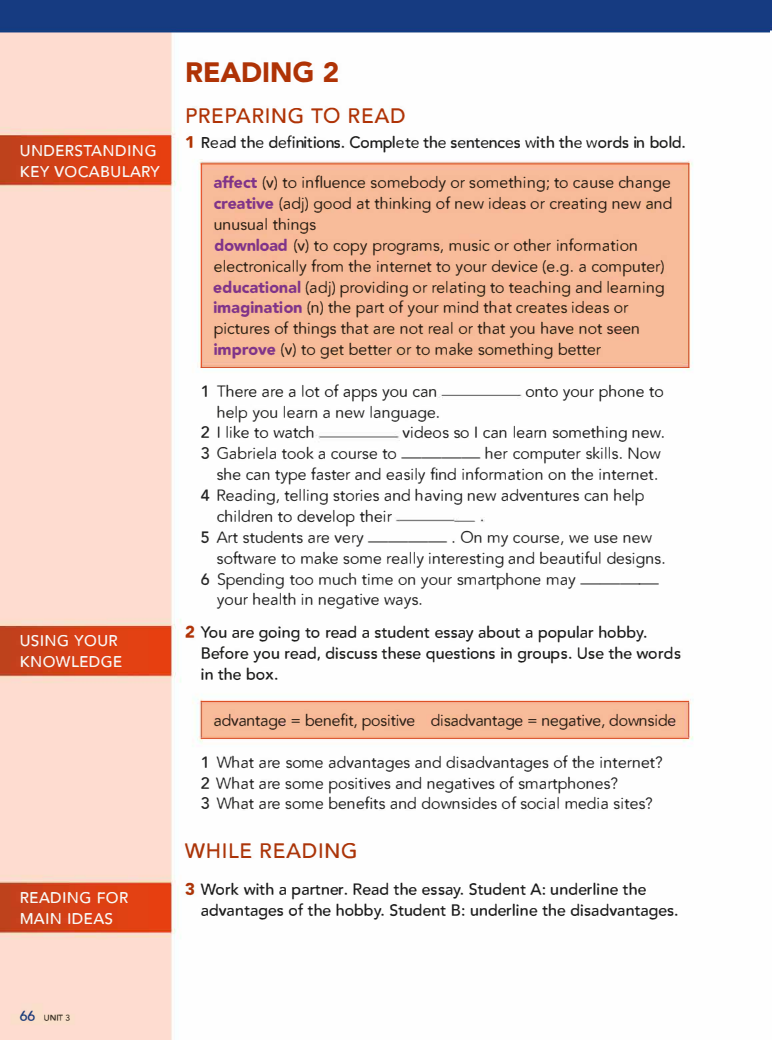 READING 2
PREPARING TO READ
UNDERSTANDING
KEY VOCABULARY
1 Read the definitions. Complete the sentences with the words in bold.
affect (v) to influence somebody or something; to cause change
creative (adj) good at thinking of new ideas or creating new and
unusual things
download (v) to copy programs, music or other information
electronically from the internet to your device (e.g. a computer)
educational (adj) providing or relating to teaching and learning
imagination (n) the part of your mind that creates ideas or
pictures of things that are not real or that you have not seen
improve (v) to get better or to make something better
1 There are a lot of apps you can __________ onto your phone to
help you learn a new language.
2 I like to watch __________ videos so I can learn something new.
3 Gabriela took a course to __________ her computer skills. Now
she can type faster and easily find information on the internet.
4 Reading, telling stories and having new adventures can help
children to develop their __________ .
5 Art students are very __________ . On my course, we use new
software to make some really interesting and beautiful designs.
6 Spending too much time on your smartphone may __________
your health in negative ways.
USING YOUR
KNOWLEDGE
2 You are going to read a student essay about a popular hobby.
Before you read, discuss these questions in groups. Use the words
in the box.
advantage = benefit, positive disadvantage = negative, downside
1 What are some advantages and disadvantages of the internet?
2 What are some positives and negatives of smartphones?
3 What are some benefits and downsides of social media sites?
WHILE READING
READING FOR
MAIN IDEAS
3 Work with a partner. Read the essay. Student A: underline the
advantages of the hobby. Student B: underline the disadvantages.
66 UNIT 3